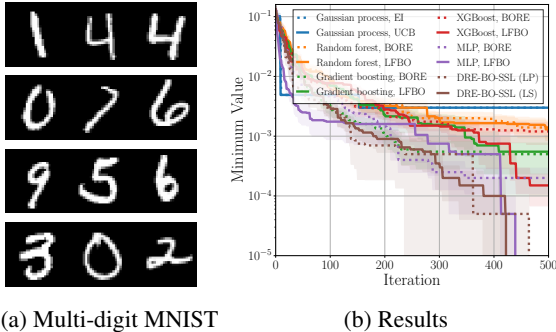 1 4 4
0 7 6
9 5 6
3 0 2
(a) Multi-digit MNIST
Minimum Value
10⁻²
10⁻³
10⁻⁴
10⁻⁵
Gaussian process, EI
Gaussian process, UCB
Random forest, BORE
Random forest, LFBO
Gradient boosting, BORE
Gradient boosting, LFBO
XGBoost, BORE
XGBoost, LFBO
MLP, BORE
MLP, LFBO
DRE-BO-SSL (LP)
DRE-BO-SSL (LS)
0 100 200 300 400 500
Iteration
(b) Results